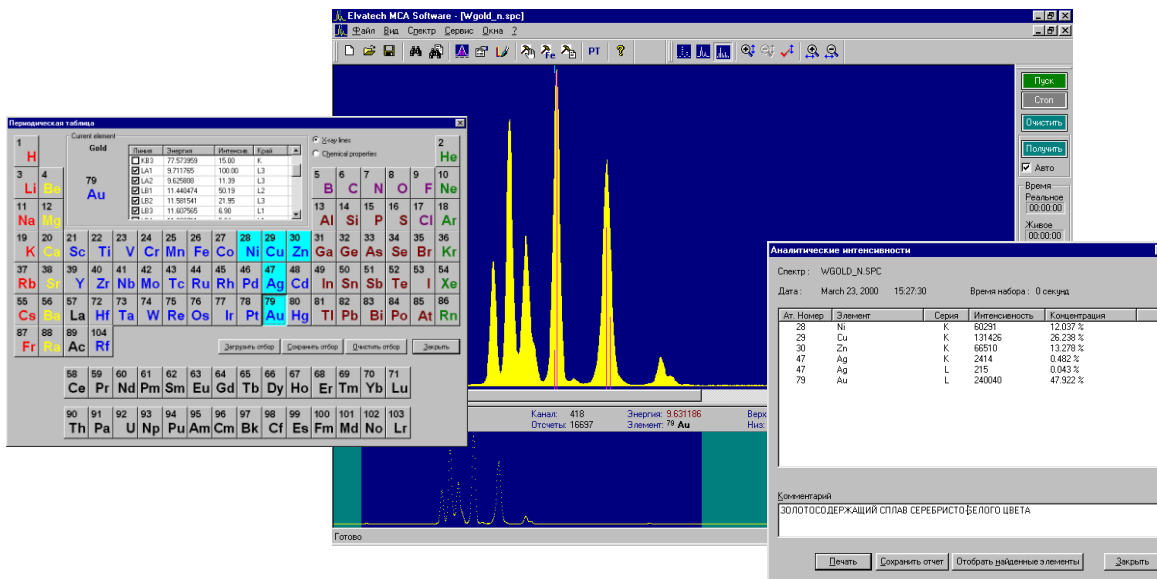 Elvatech MCA Software - [Wgold_n.spc]
Файл Вид Спектр Сервис Окна ?
Fe PT ?
Пуск
Стоп
Очистить
Получить
Авто
Время
Реальное
00:00:00
Живое
00:00:00
Периодическая таблица
Current element
Gold
79
Au
Линия Энергия Интенсив. Край
KB3 77.573959 15.00 K
LA1 9.711765 100.00 L3
LA2 9.625808 11.39 L3
LB1 11.440474 50.19 L2
LB2 11.581541 21.95 L3
LB3 11.607565 6.90 L1
X-ray lines
Chemical properties
1 2
H He
3 4 5 6 7 8 9 10
Li Be B C N O F Ne
11 12 13 14 15 16 17 18
Na Mg Al Si P S Cl Ar
19 20 21 22 23 24 25 26 27 28 29 30 31 32 33 34 35 36
K Ca Sc Ti V Cr Mn Fe Co Ni Cu Zn Ga Ge As Se Br Kr
37 38 39 40 41 42 43 44 45 46 47 48 49 50 51 52 53 54
Rb Sr Y Zr Nb Mo Tc Ru Rh Pd Ag Cd In Sn Sb Te I Xe
55 56 57 72 73 74 75 76 77 78 79 80 81 82 83 84 85 86
Cs Ba La Hf Ta W Re Os Ir Pt Au Hg Tl Pb Bi Po At Rn
87 88 89 104
Fr Ra Ac Rf
Загрузить отбор Сохранить отбор Очистить отбор Закрыть
58 59 60 61 62 63 64 65 66 67 68 69 70 71
Ce Pr Nd Pm Sm Eu Gd Tb Dy Ho Er Tm Yb Lu
90 91 92 93 94 95 96 97 98 99 100 101 102 103
Th Pa U Np Pu Am Cm Bk Cf Es Fm Md No Lr
Канал: 418 Энергия: 9.631186 Верх
Отсчеты: 16697 Элемент: 79 Au Низ:
Готово
Аналитические интенсивности
Спектр : WGOLD_N.SPC
Дата : March 23, 2000 15:27:30 Время набора : 0 секунд
Ат. Номер Элемент Серия Интенсивность Концентрация
28 Ni K 60291 12.037 %
29 Cu K 131426 26.238 %
30 Zn K 66510 13.278 %
47 Ag K 2414 0.482 %
47 Ag L 215 0.043 %
79 Au L 240040 47.922 %
Комментарий
ЗОЛОТОСОДЕРЖАЩИЙ СПЛАВ СЕРЕБРИСТО-БЕЛОГО ЦВЕТА
Печать Сохранить отчет Отобрать найденные элементы Закрыть